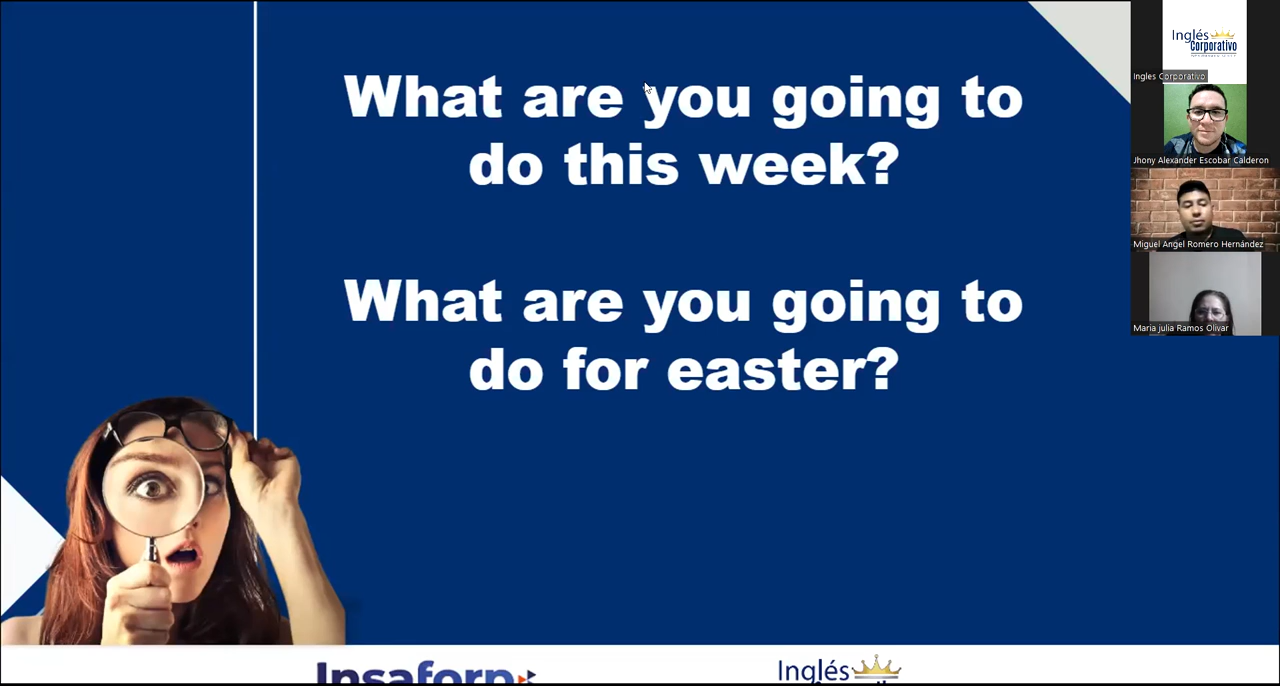 What are you going to
do this week?
What are you going to
do for easter?
Inglés
Corporativo
Ingles Corporativo
Jhony Alexander Escobar Calderon
Miguel Angel Romero Hernández
Maria julia Ramos Olivar
Insaforp
Inglés